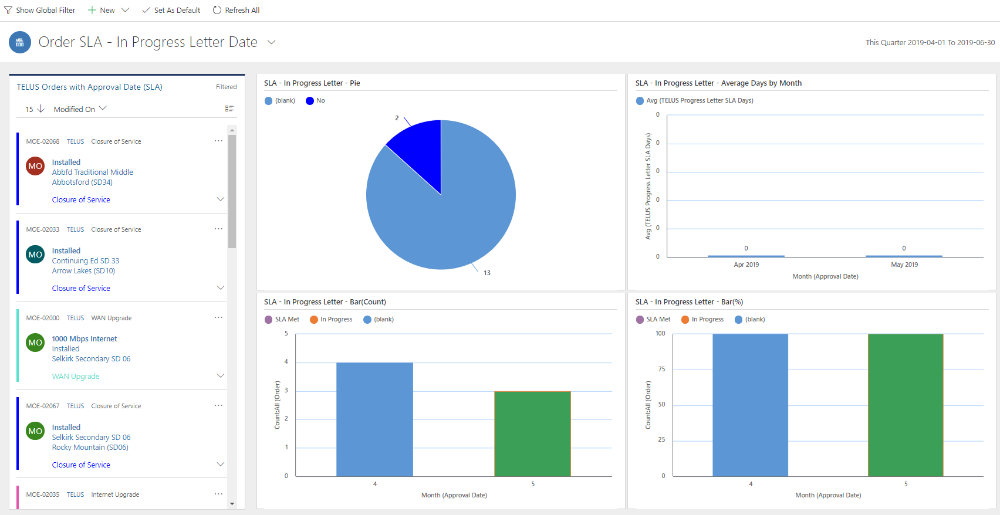 Show Global Filter New Set As Default Refresh All
Order SLA - In Progress Letter Date
This Quarter 2019-04-01 To 2019-06-30
TELUS Orders with Approval Date (SLA) Filtered
15 Modified On
MOE-02068 TELUS Closure of Service ...
MO
Installed
Abbfd Traditional Middle
Abbotsford (SD34)
Closure of Service
MOE-02033 TELUS Closure of Service ...
MO
Installed
Continuing Ed SD 33
Arrow Lakes (SD10)
Closure of Service
MOE-02000 TELUS WAN Upgrade ...
MO
1000 Mbps Internet
Installed
Selkirk Secondary SD 06
WAN Upgrade
MOE-02067 TELUS Closure of Service ...
MO
Installed
Selkirk Secondary SD 06
Rocky Mountain (SD06)
Closure of Service
MOE-02035 TELUS Internet Upgrade ...
SLA - In Progress Letter - Pie
(blank) No
2
13
SLA - In Progress Letter - Average Days by Month
Avg (TELUS Progress Letter SLA Days)
Avg (TELUS Progress Letter SLA Days)
0
0
0
0
0
0
0 0
Apr 2019 May 2019
Month (Approval Date)
SLA - In Progress Letter - Bar(Count)
SLA Met In Progress (blank)
Count:All (Order)
5
4
3
2
1
0
4 5
Month (Approval Date)
SLA - In Progress Letter - Bar(%)
SLA Met In Progress (blank)
Count:All (Order)
100
75
50
25
0
4 5
Month (Approval Date)